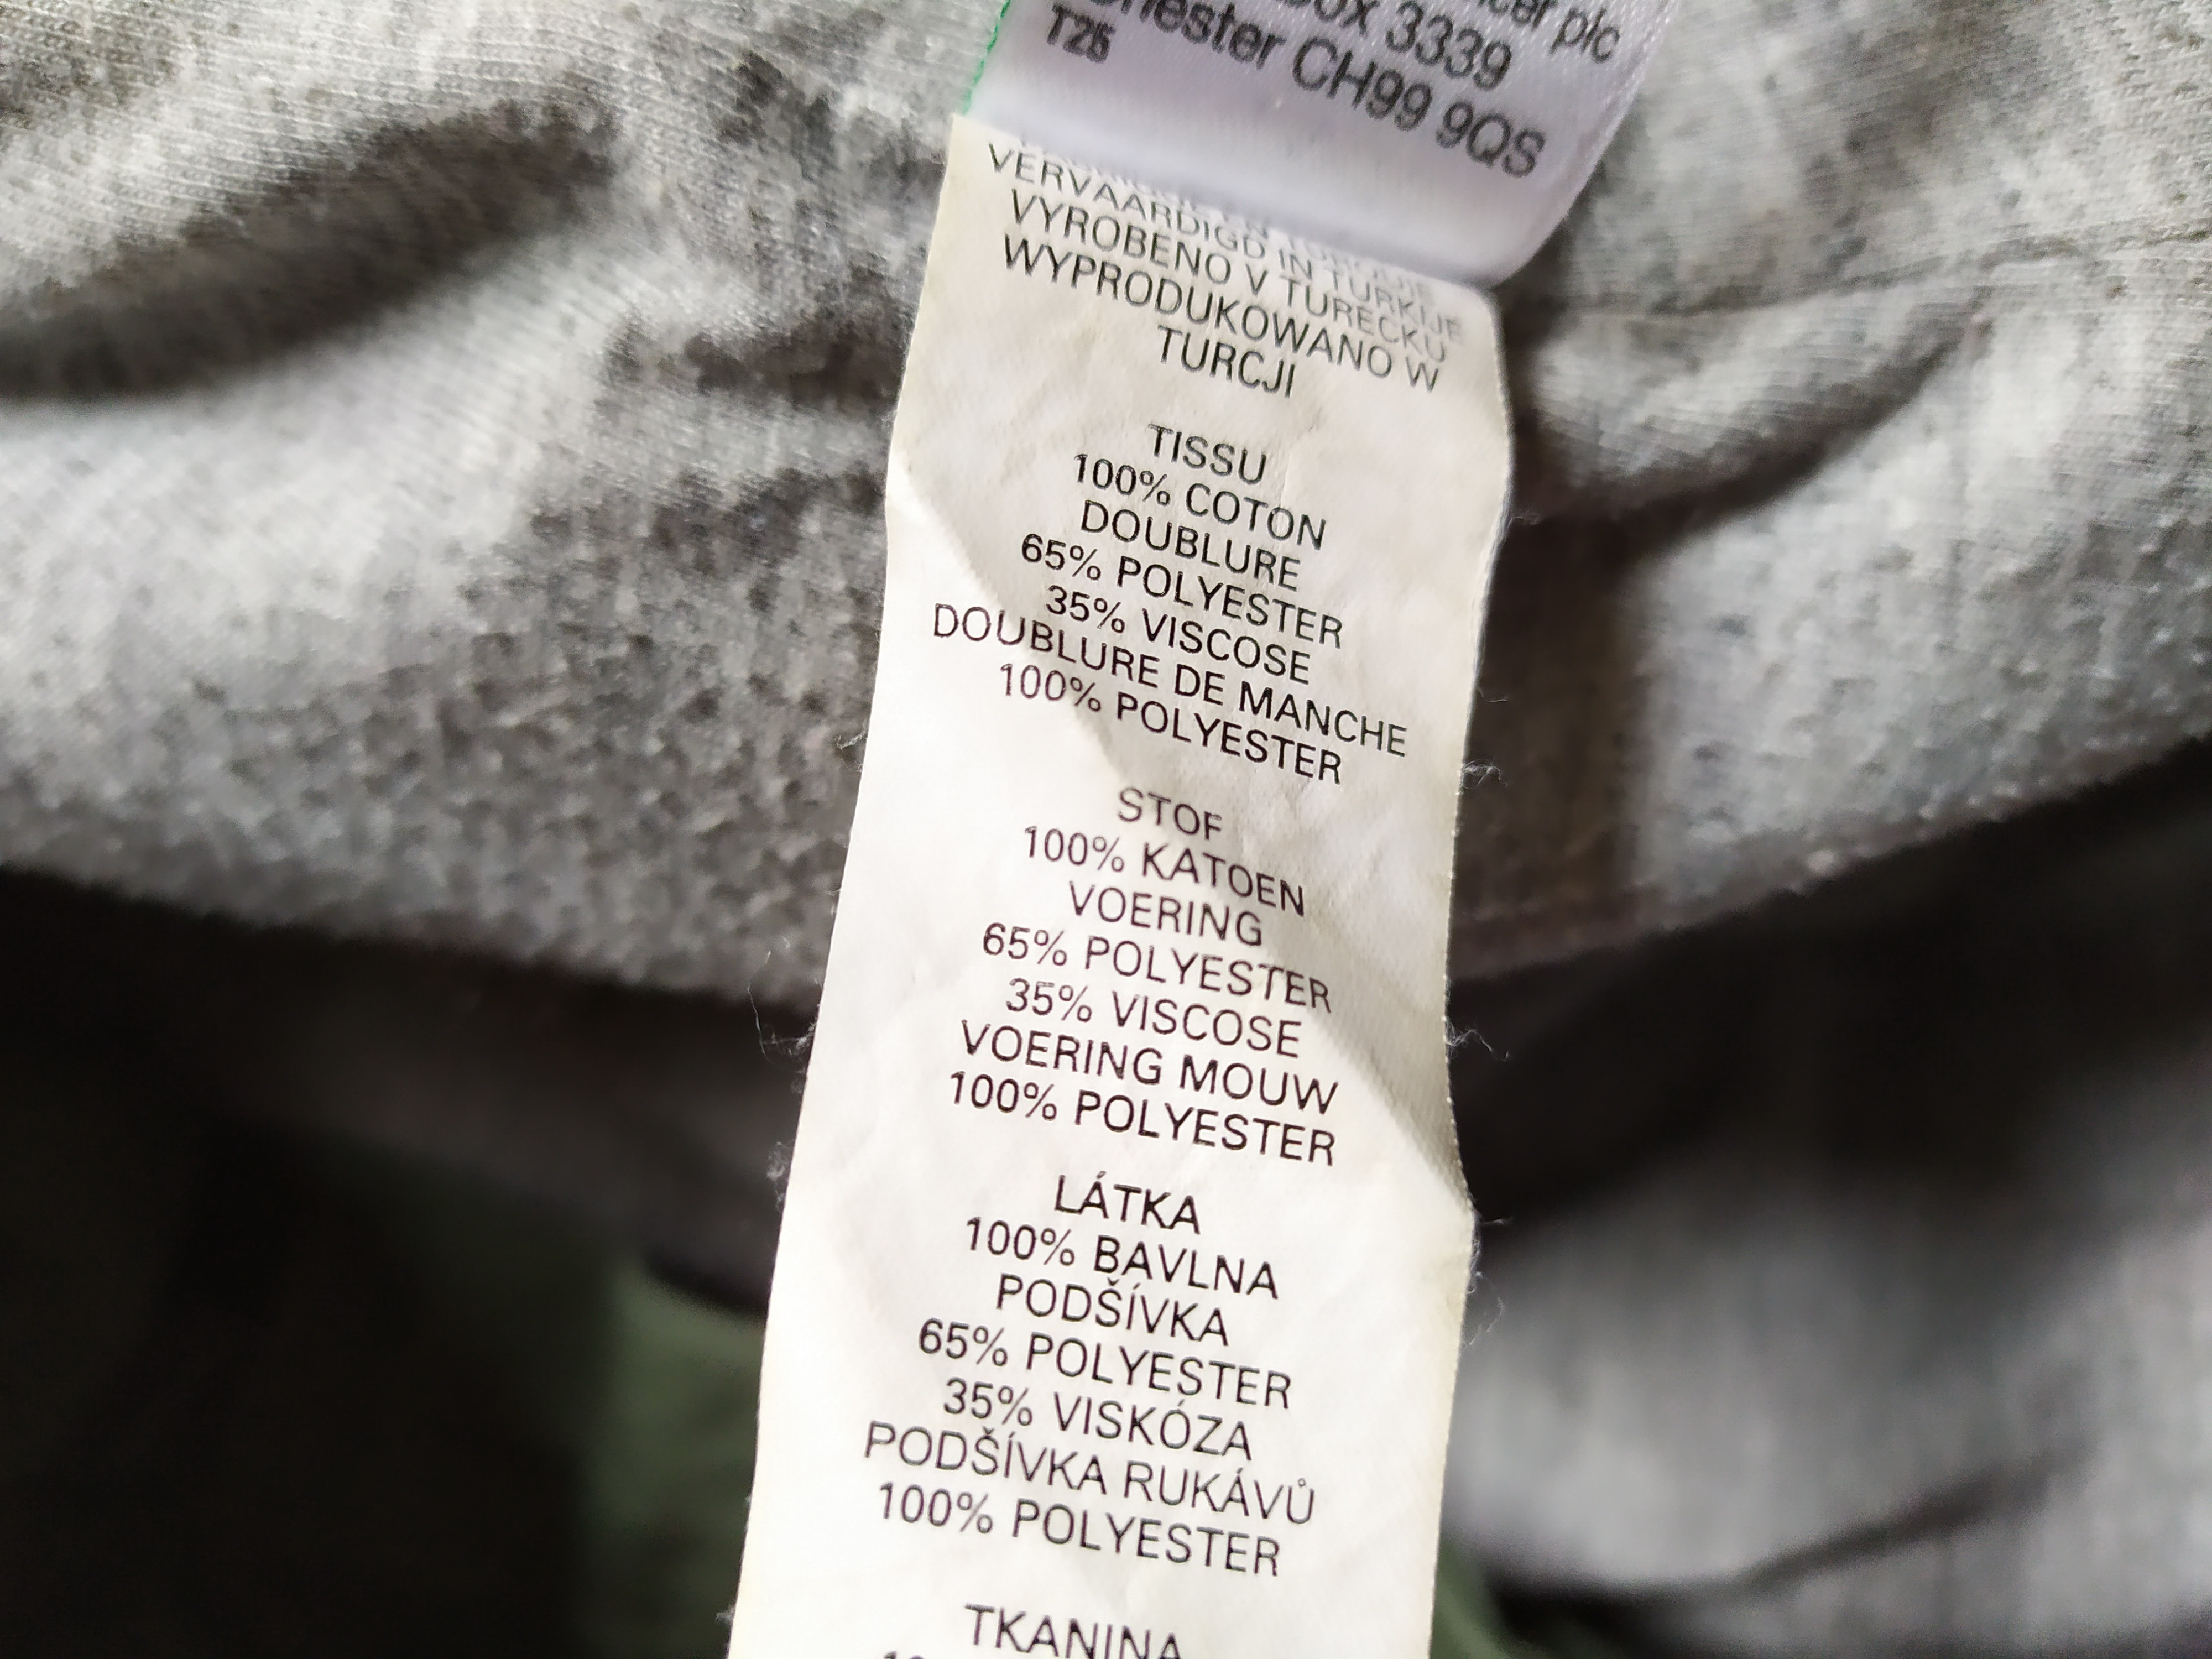 plc
3339
CH99 9QS
T25
VERVAARDIGD IN TURKIJE
VYROBENO V TURECKU
WYPRODUKOWANO W
TURCJI
TISSU
100% COTON
DOUBLURE
65% POLYESTER
35% VISCOSE
DOUBLURE DE MANCHE
100% POLYESTER
STOF
100% KATOEN
VOERING
65% POLYESTER
35% VISCOSE
VOERING MOUW
100% POLYESTER
LÁTKA
100% BAVLNA
PODŠÍVKA
65% POLYESTER
35% VISKÓZA
PODŠÍVKA RUKÁVŮ
100% POLYESTER
TKANINA